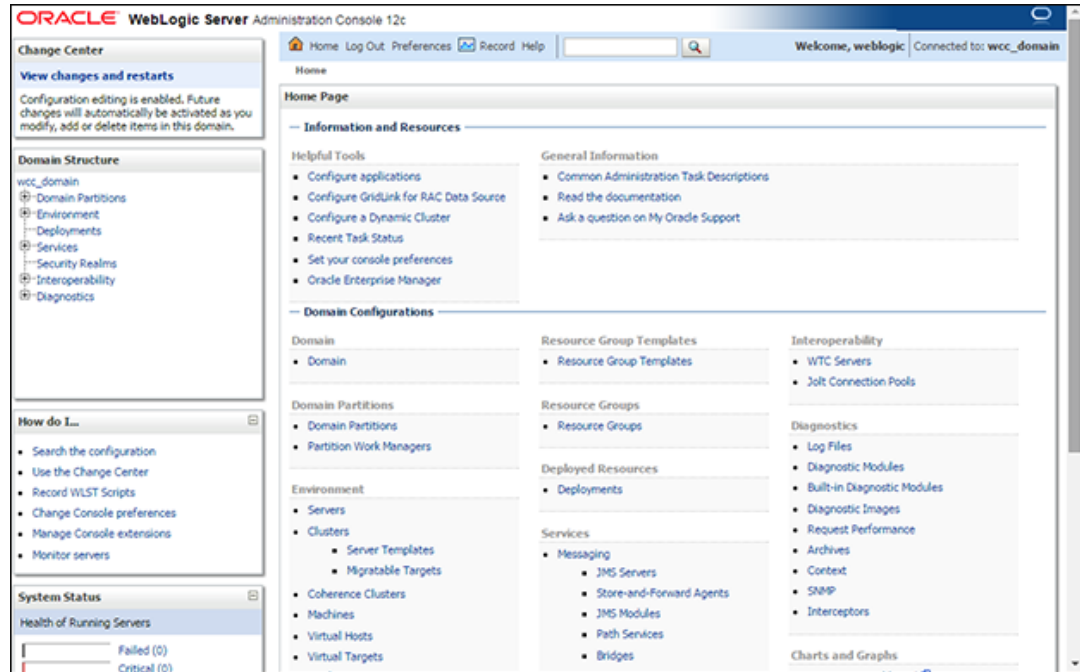 ORACLE WebLogic Server Administration Console 12c
Change Center
View changes and restarts
Configuration editing is enabled. Future
changes will automatically be activated as you
modify, add or delete items in this domain.
Domain Structure
wcc_domain
Domain Partitions
Environment
Deployments
Services
Security Realms
Interoperability
Diagnostics
How do I...
Search the configuration
Use the Change Center
Record WLST Scripts
Change Console preferences
Manage Console extensions
Monitor servers
System Status
Health of Running Servers
Failed (0)
Critical (0)
Home Log Out Preferences Record Help
Welcome, weblogic Connected to: wcc_domain
Home
Home Page
Information and Resources
Helpful Tools
Configure applications
Configure GridLink for RAC Data Source
Configure a Dynamic Cluster
Recent Task Status
Set your console preferences
Oracle Enterprise Manager
General Information
Common Administration Task Descriptions
Read the documentation
Ask a question on My Oracle Support
Domain Configurations
Domain
Domain
Domain Partitions
Domain Partitions
Partition Work Managers
Environment
Servers
Clusters
Server Templates
Migratable Targets
Coherence Clusters
Machines
Virtual Hosts
Virtual Targets
Resource Group Templates
Resource Group Templates
Resource Groups
Resource Groups
Deployed Resources
Deployments
Services
Messaging
JMS Servers
Store-and-Forward Agents
JMS Modules
Path Services
Bridges
Interoperability
WTC Servers
Jolt Connection Pools
Diagnostics
Log Files
Diagnostic Modules
Built-in Diagnostic Modules
Diagnostic Images
Request Performance
Archives
Context
SNMP
Interceptors
Charts and Graphs